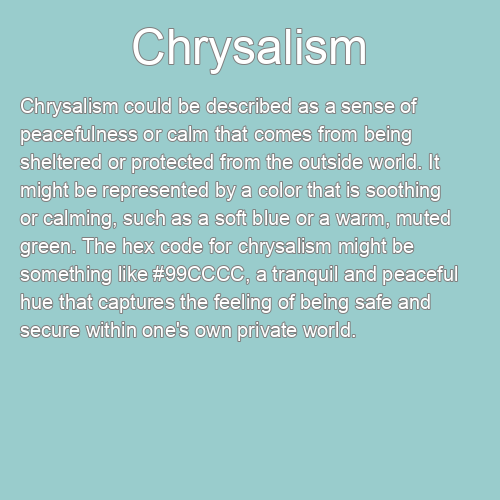 Chrysalism
Chrysalism could be described as a sense of
peacefulness or calm that comes from being
sheltered or protected from the outside world. It
might be represented by a color that is soothing
or calming, such as a soft blue or a warm, muted
green. The hex code for chrysalism might be
something like #99CCCC, a tranquil and peaceful
hue that captures the feeling of being safe and
secure within one's own private world.